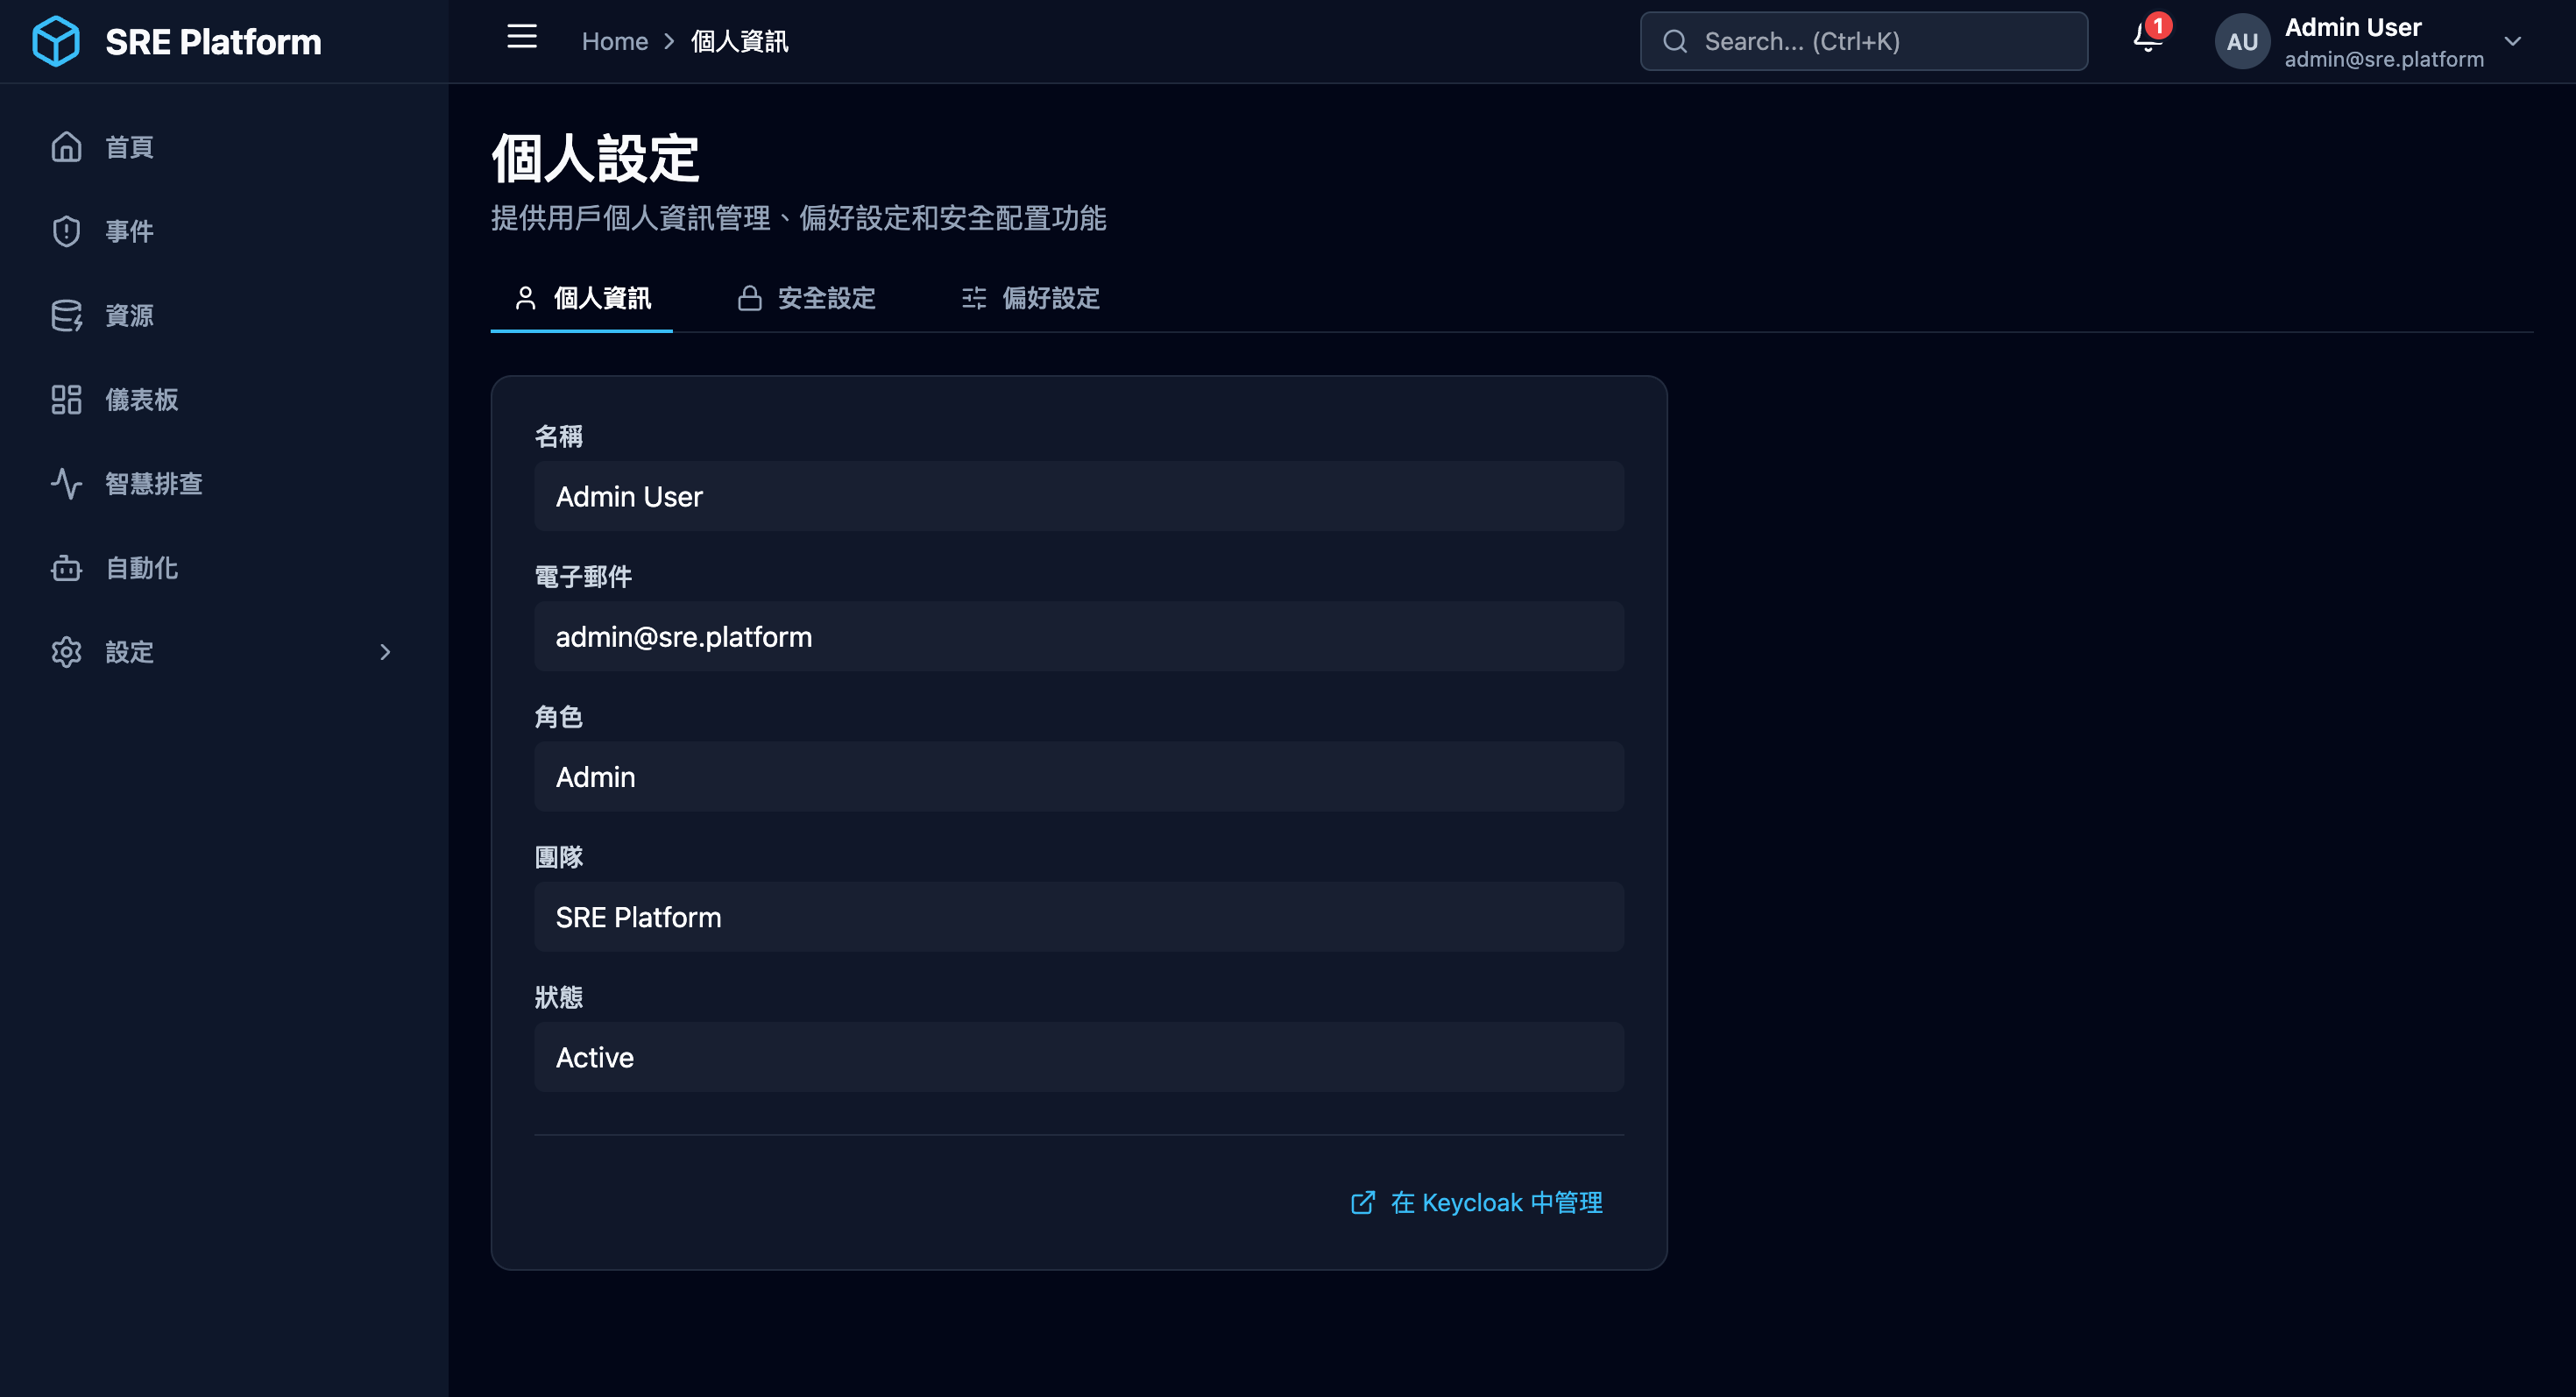 SRE Platform
Home > 個人資訊
Search... (Ctrl+K)
1
AU
Admin User
admin@sre.platform
首頁
事件
資源
儀表板
智慧排查
自動化
設定
個人設定
提供用戶個人資訊管理、偏好設定和安全配置功能
個人資訊
安全設定
偏好設定
名稱
Admin User
電子郵件
admin@sre.platform
角色
Admin
團隊
SRE Platform
狀態
Active
在 Keycloak 中管理